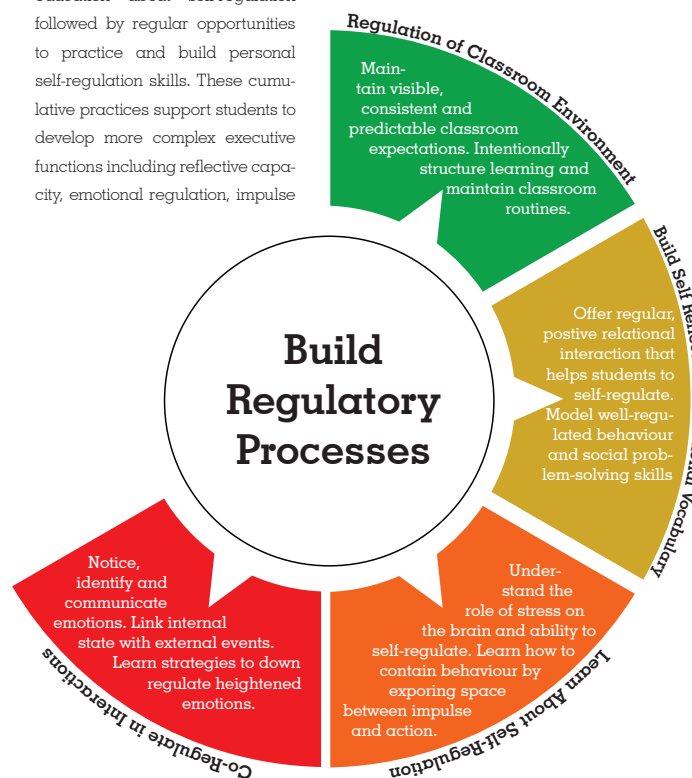 followed by regular opportunities
to practice and build personal
self-regulation skills. These cumu-
lative practices support students to
develop more complex executive
functions including reflective capa-
city, emotional regulation, impulse
Regulation of Classroom Environment
Main-
tain visible,
consistent and
predictable classroom
expectations. Intentionally
structure learning and
maintain classroom
routines.
Build Self
Vocabulary
Offer regular,
postive relational
interaction that
helps students to
self-regulate.
Model well-regu-
lated behaviour
and social prob-
lem-solving skills
Build
Regulatory
Processes
Under-
stand the
role of stress on
the brain and ability to
self-regulate. Learn how to
contain behaviour by
exporing space
between impulse
and action.
Learn About Self-Regulation
Notice,
identify and
communicate
emotions. Link internal
state with external events.
Learn strategies to down
regulate heightened
emotions.
Co-Regulate in Interactions